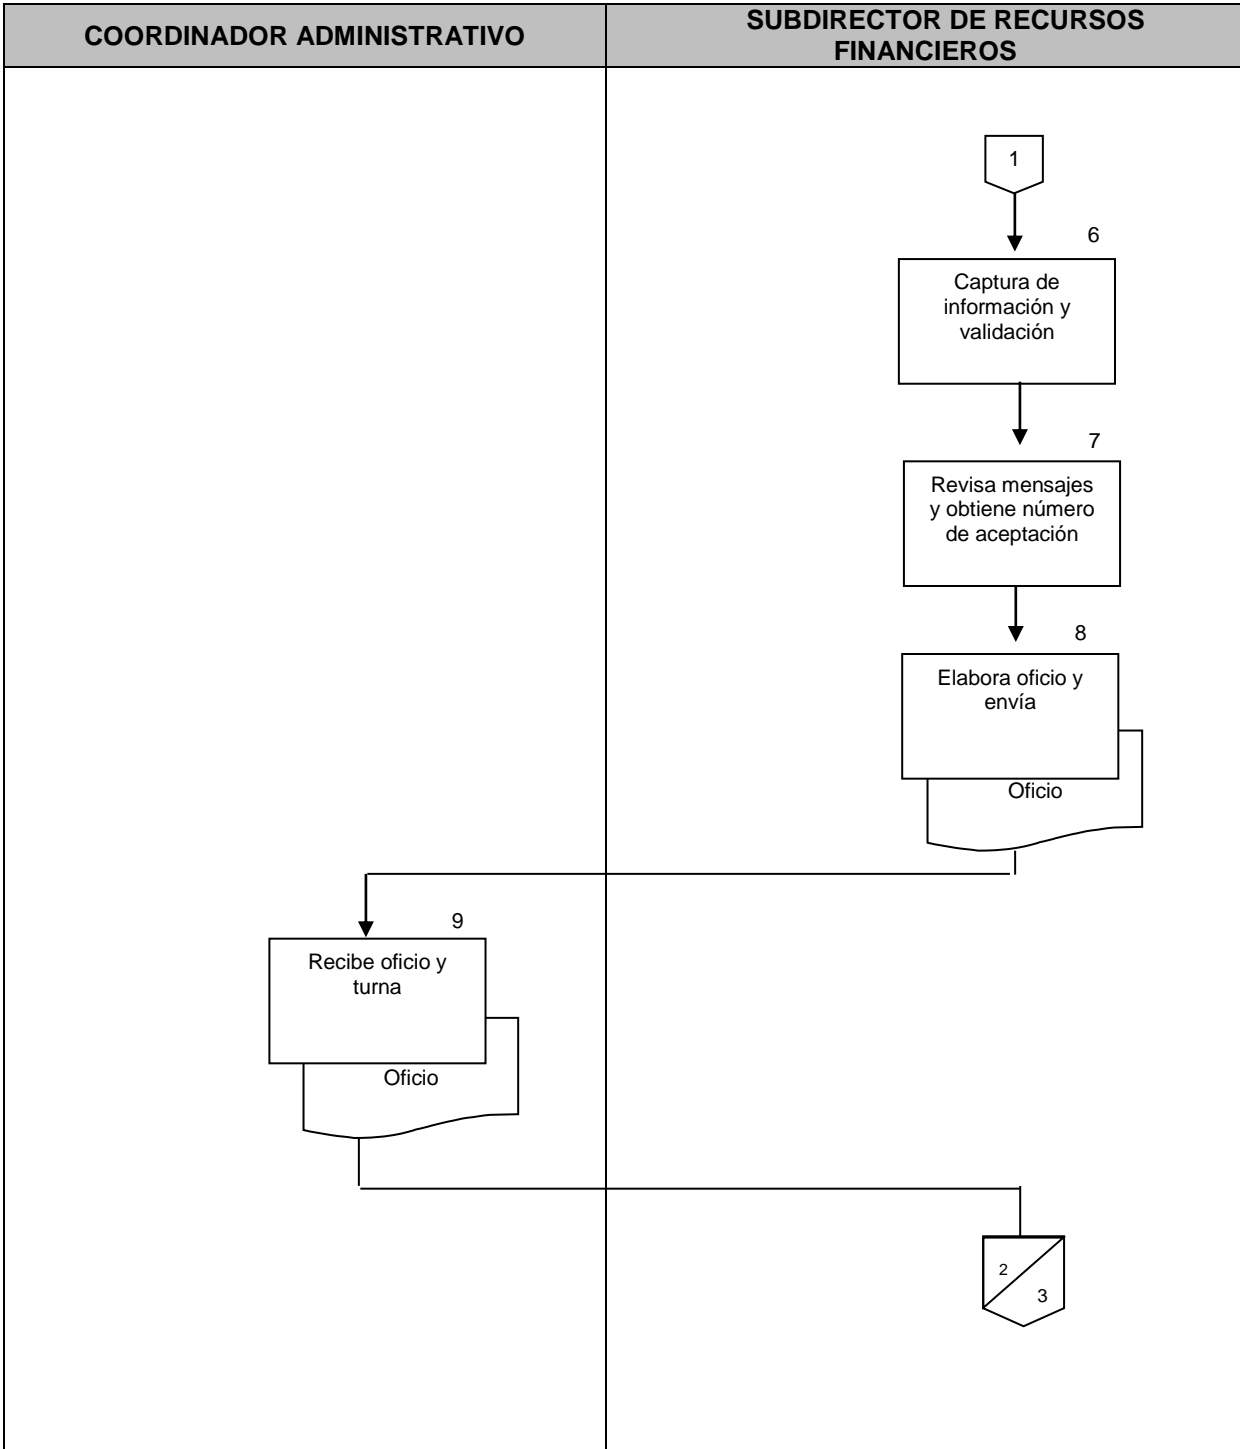 COORDINADOR ADMINISTRATIVO
SUBDIRECTOR DE RECURSOS
FINANCIEROS
1
6
Captura de
información y
validación
7
Revisa mensajes
y obtiene número
de aceptación
8
Elabora oficio y
envía
Oficio
9
Recibe oficio y
turna
Oficio
2
3